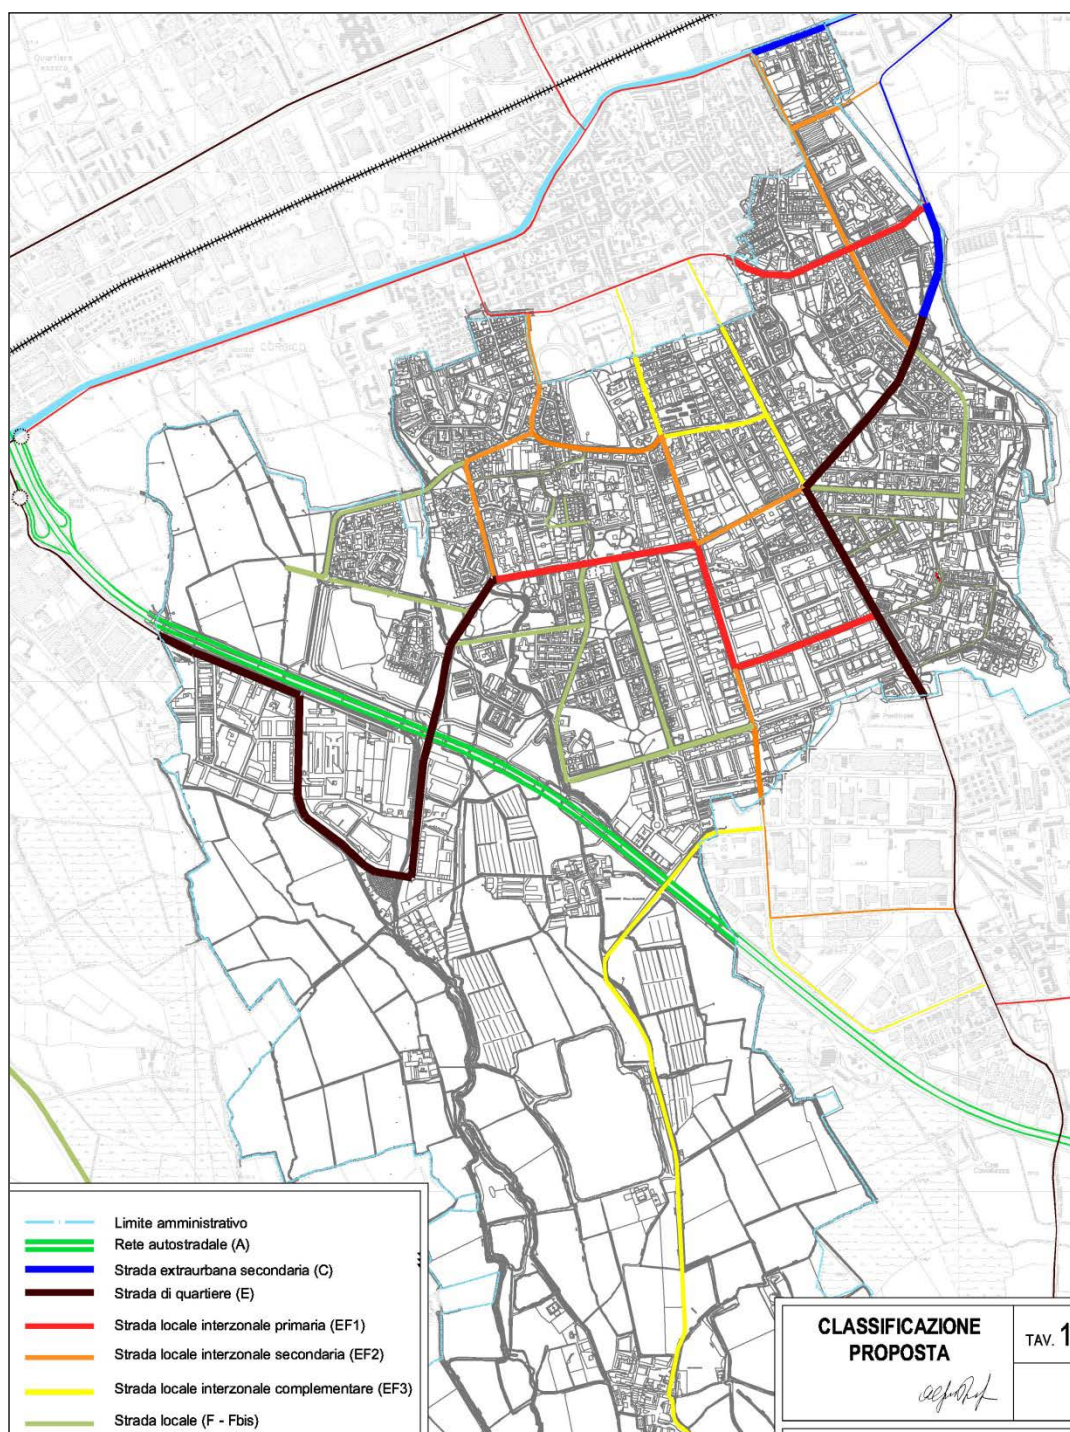 Quartiere
Limite amministrativo
Rete autostradale (A)
Strada extraurbana secondaria (C)
Strada di quartiere (E)
Strada locale interzonale primaria (EF1)
Strada locale interzonale secondaria (EF2)
Strada locale interzonale complementare (EF3)
Strada locale (F - Fbis)
CLASSIFICAZIONE
PROPOSTA
TAV. 1